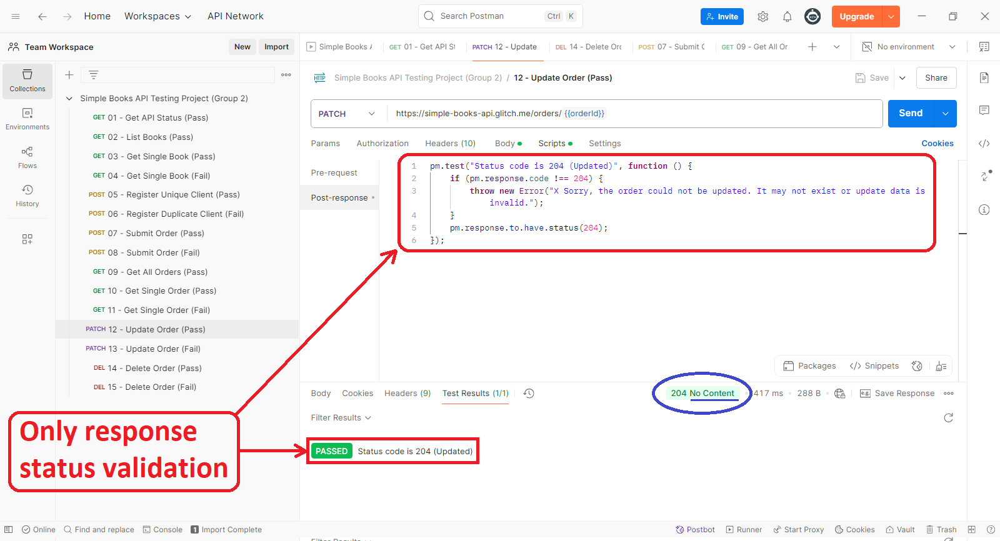 Home
Workspaces
API Network
Search Postman
Ctrl
K
Invite
Upgrade
Team Workspace
New
Import
Simple Books A
GET 01 - Get API St
PATCH 12 - Update
DEL 14 - Delete Orc
POST 07 - Submit C
GET 09 - Get All Or
No environment
Collections
Environments
Flows
History
Simple Books API Testing Project (Group 2)
GET 01 - Get API Status (Pass)
GET 02 - List Books (Pass)
GET 03 - Get Single Book (Pass)
GET 04 - Get Single Book (Fail)
POST 05 - Register Unique Client (Pass)
POST 06 - Register Duplicate Client (Fail)
POST 07 - Submit Order (Pass)
POST 08 - Submit Order (Fail)
GET 09 - Get All Orders (Pass)
GET 10 - Get Single Order (Pass)
GET 11 - Get Single Order (Fail)
PATCH 12 - Update Order (Pass)
PATCH 13 - Update Order (Fail)
DEL 14 - Delete Order (Pass)
DEL 15 - Delete Order (Fail)
HTTP Simple Books API Testing Project (Group 2) / 12 - Update Order (Pass)
Save
Share
PATCH
https://simple-books-api.glitch.me/orders/ {{orderId}}
Send
Params
Authorization
Headers (10)
Body
Scripts
Settings
Cookies
Pre-request
Post-response
1 pm.test("Status code is 204 (Updated)", function () {
2 if (pm.response.code !== 204) {
3 throw new Error("X Sorry, the order could not be updated. It may not exist or update data is
invalid.");
4 }
5 pm.response.to.have.status(204);
6 });
Packages
Snippets
Body
Cookies
Headers (9)
Test Results (1/1)
204 No Content
417 ms
288 B
e.g.
Save Response
Filter Results
PASSED Status code is 204 (Updated)
Only response
status validation
Online
Find and replace
Console
1 Import Complete
Postbot
Runner
Start Proxy
Cookies
Vault
Trash